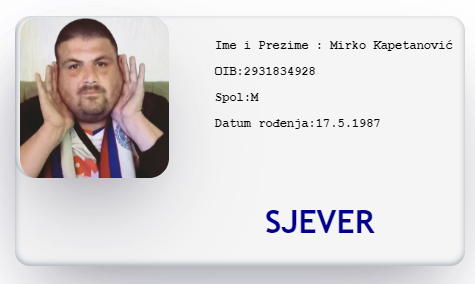 Ime i Prezime : Mirko Kapetanović
OIB:2931834928
Spol:M
Datum rođenja:17.5.1987
SJEVER